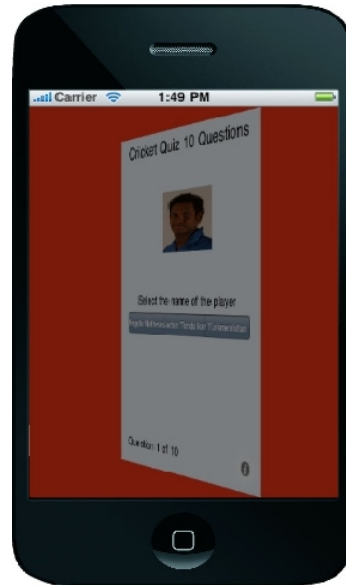 Carrier 1:49 PM
Cricket Quiz 10 Questions
Select the name of the player
Question 1 of 10